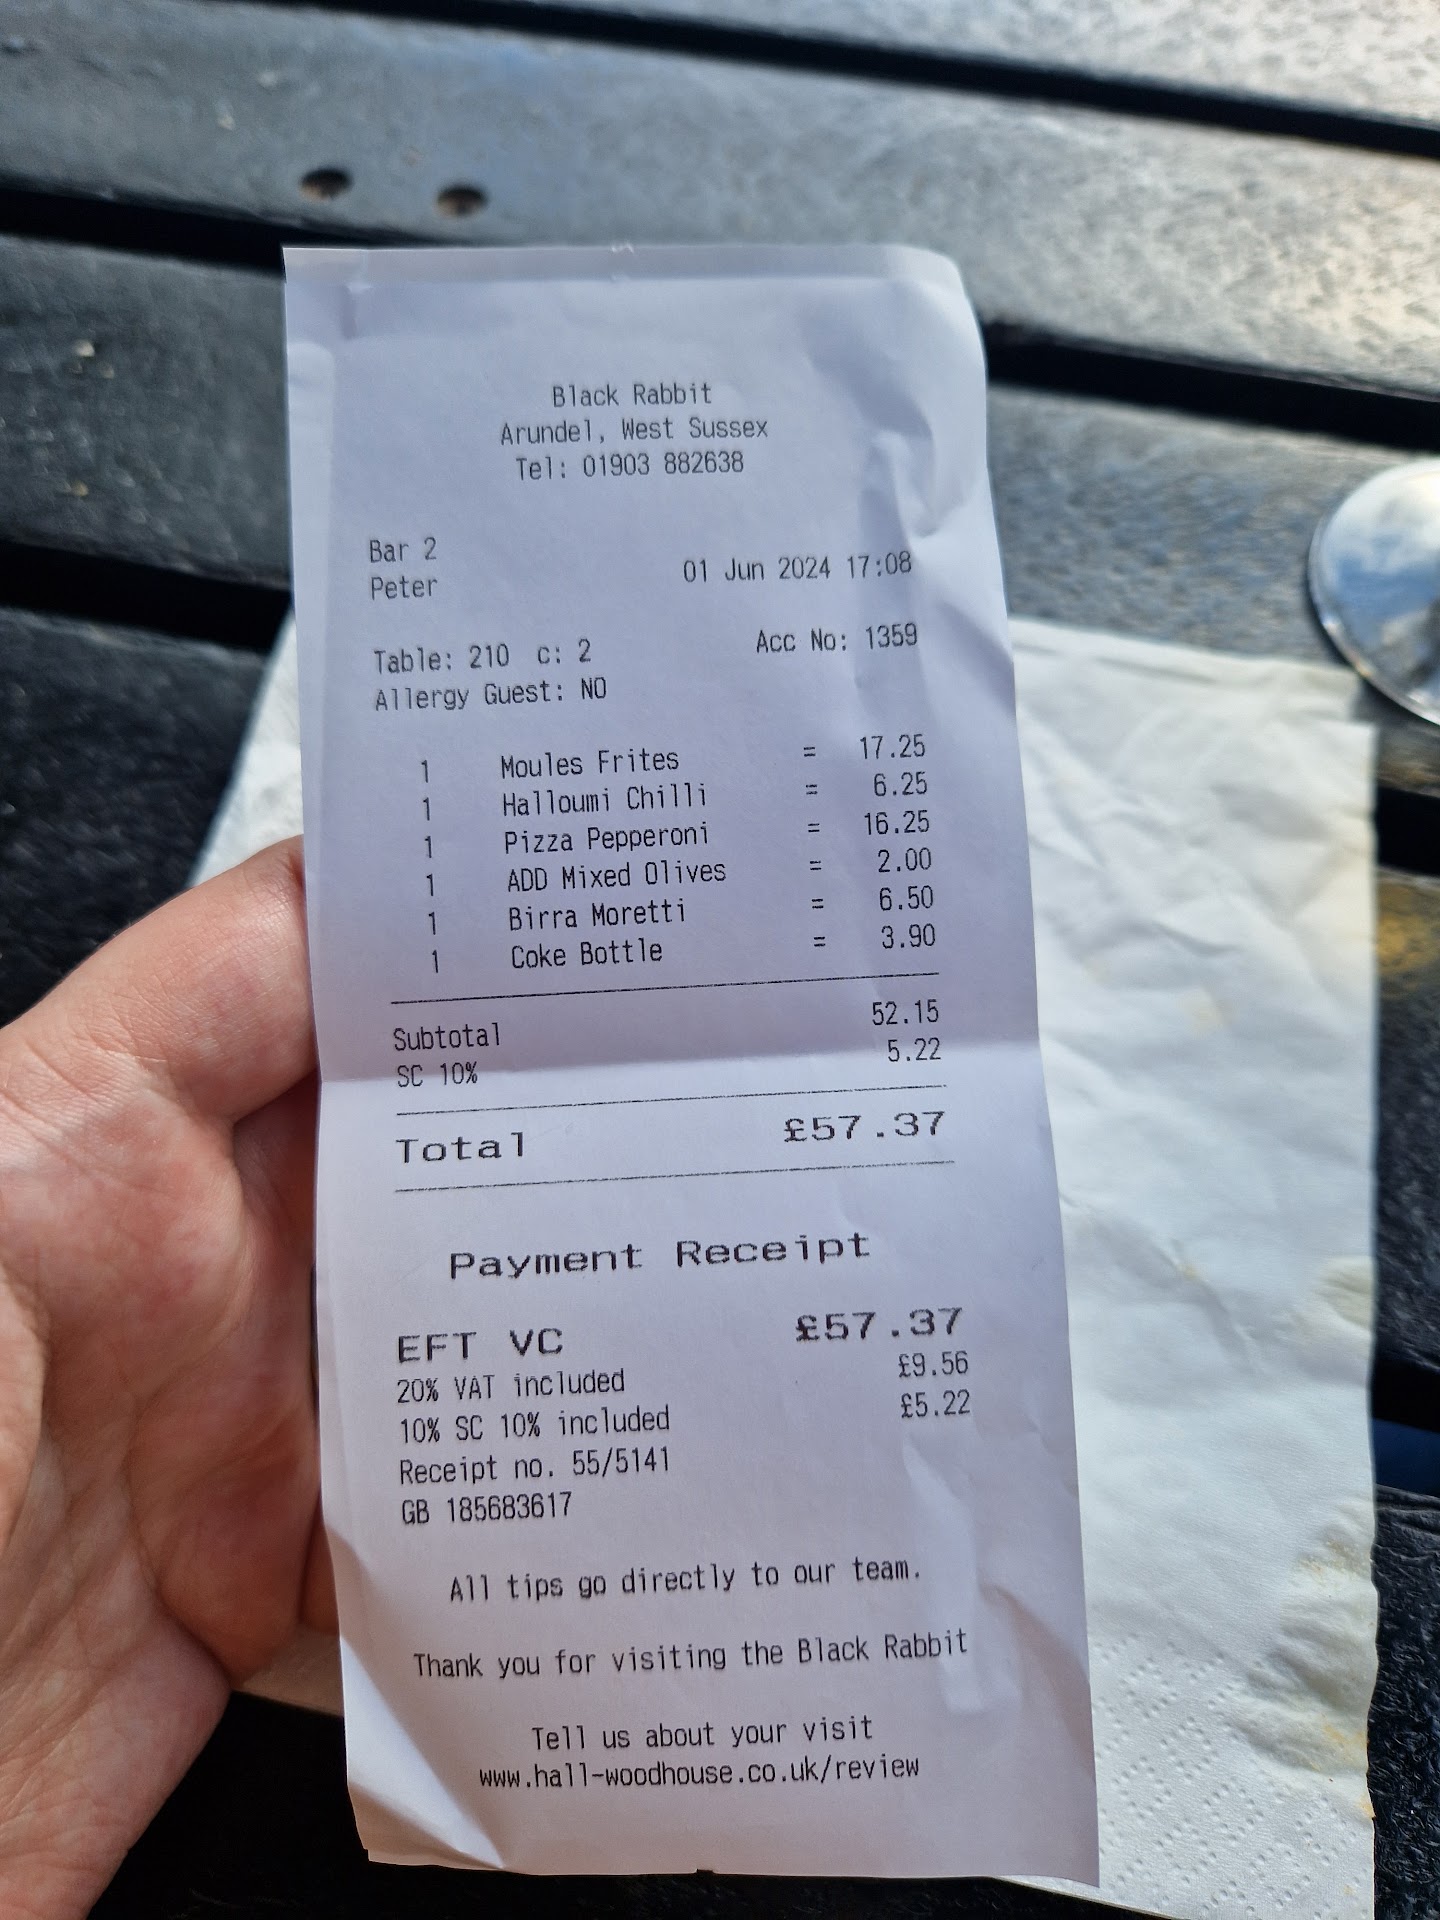 Black Rabbit
Arundel, West Sussex
Tel: 01903 882638
Bar 2
Peter 01 Jun 2024 17:08
Table: 210 c: 2 Acc No: 1359
Allergy Guest: NO
1 Moules Frites = 17.25
1 Halloumi Chilli = 6.25
1 Pizza Pepperoni = 16.25
1 ADD Mixed Olives = 2.00
1 Birra Moretti = 6.50
1 Coke Bottle = 3.90
Subtotal 52.15
SC 10% 5.22
Total £57.37
Payment Receipt
EFT VC £57.37
20% VAT included £9.56
10% SC 10% included £5.22
Receipt no. 55/5141
GB 185683617
All tips go directly to our team.
Thank you for visiting the Black Rabbit
Tell us about your visit
www.hall-woodhouse.co.uk/review